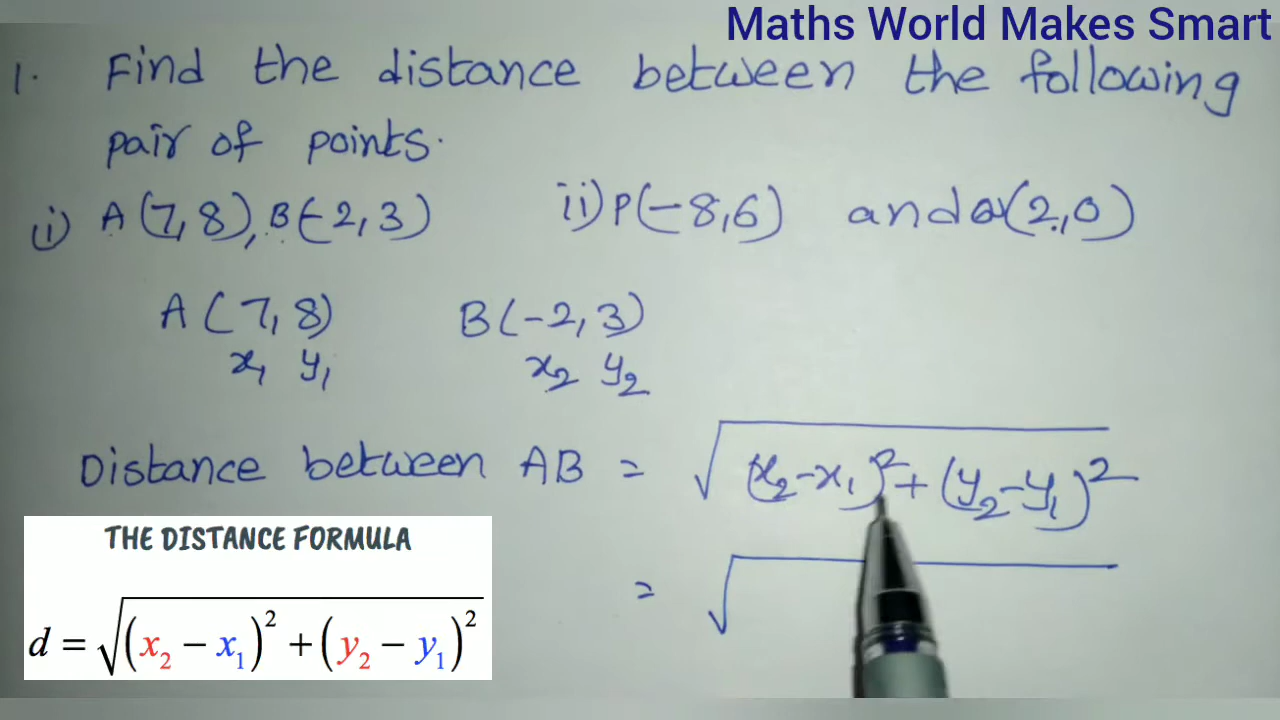 Maths World Makes Smart
1. Find the distance between the following
pair of points.
i) A(7,8), B(-2,3) ii) P(-8,6) and Q(2,0)
A(7,8) B(-2,3)
x₁ y₁ x₂ y₂
Distance between AB = √(x₂-x₁)²+(y₂-y₁)²
= √
THE DISTANCE FORMULA
d = √(x₂ − x₁)² + (y₂ − y₁)²